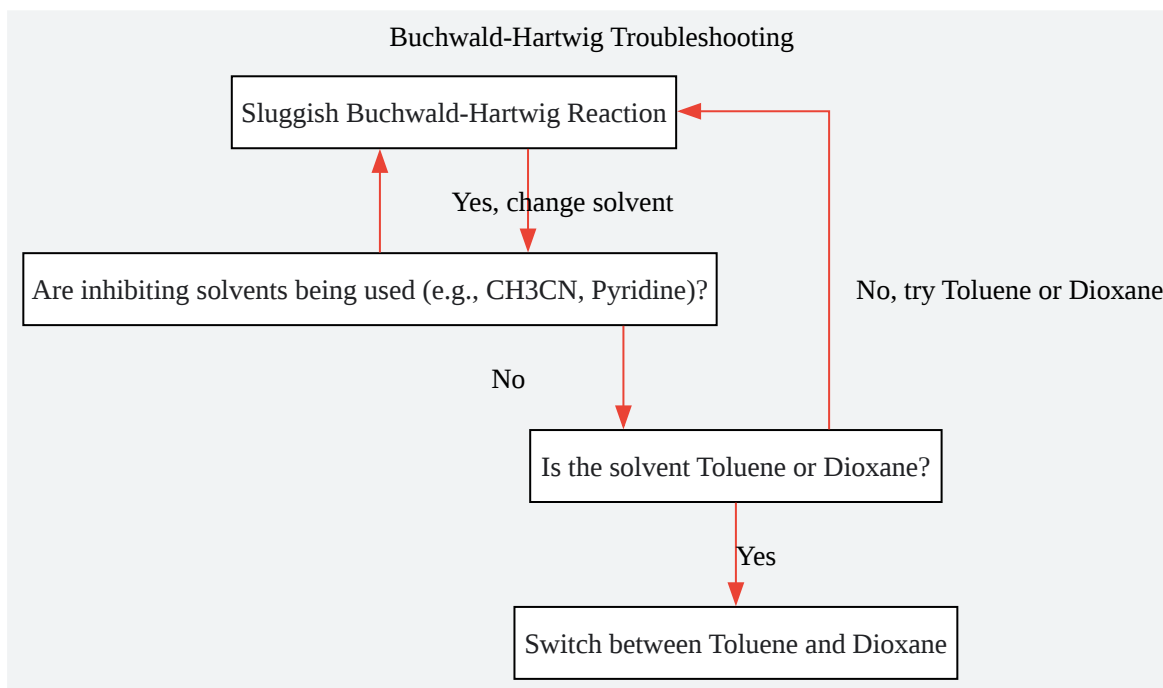 Buchwald-Hartwig Troubleshooting
Sluggish Buchwald-Hartwig Reaction
Yes, change solvent
Are inhibiting solvents being used (e.g., CH3CN, Pyridine)?
No, try Toluene or Dioxane
No
Is the solvent Toluene or Dioxane?
Yes
Switch between Toluene and Dioxane